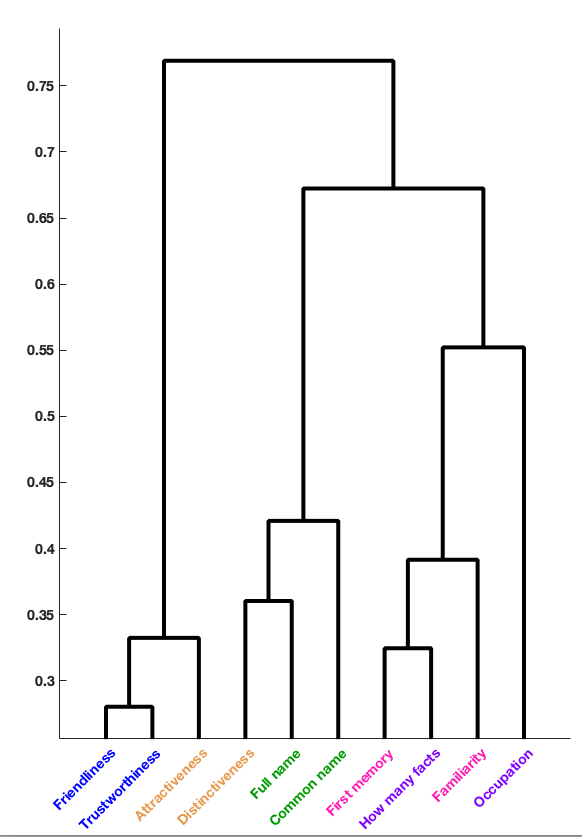 0.75
0.7
0.65
0.6
0.55
0.5
0.45
0.4
0.35
0.3
Friendliness
Trustworthiness
Attractiveness
Distinctiveness
Full name
Common name
First memory
How many facts
Familiarity
Occupation